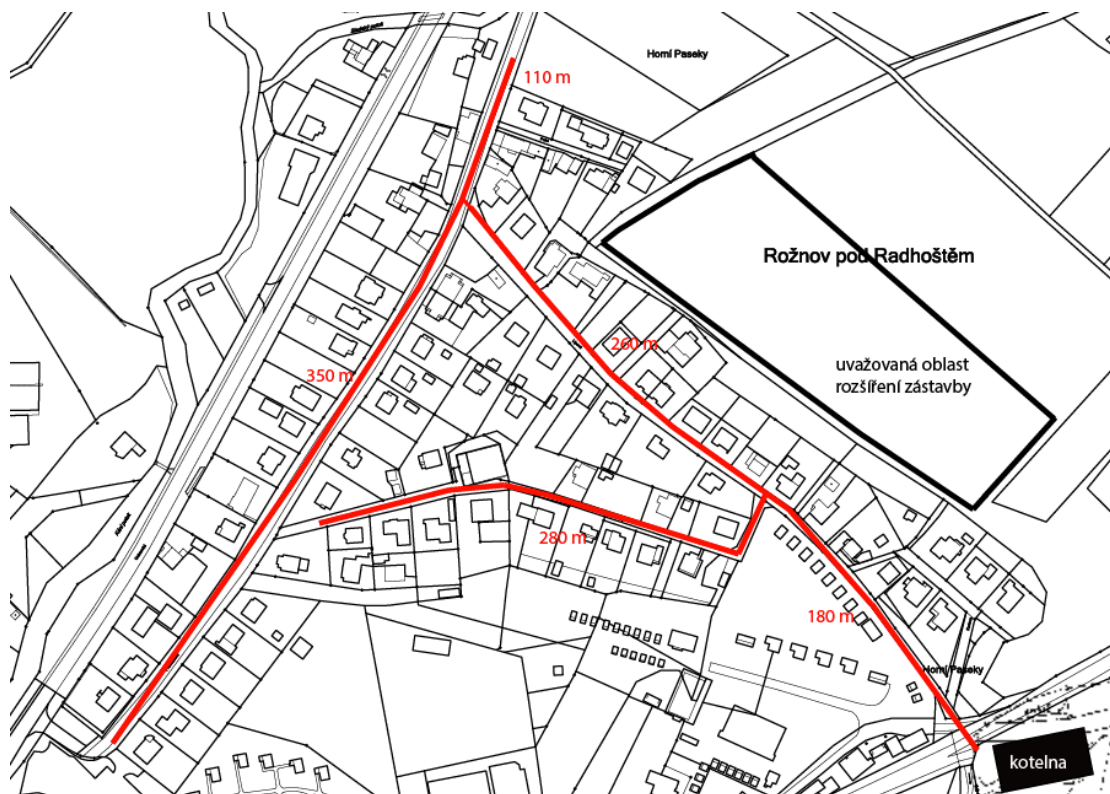 Horní Paseky
110 m
Rožnov pod Radhoštěm
260 m
uvažovaná oblast
rozšíření zástavby
350 m
280 m
180 m
Horní Paseky
kotelna